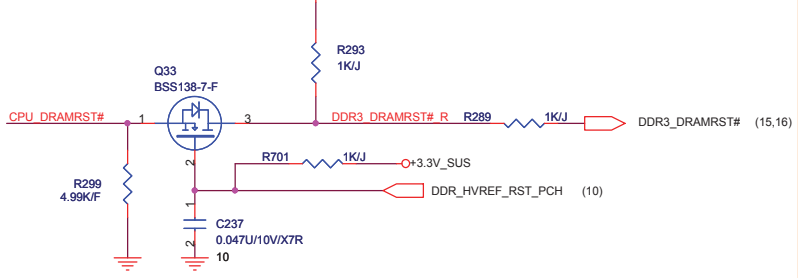 R293
1K/J
Q33
BSS138-7-F
CPU_DRAMRST#
1
3
DDR3_DRAMRST#_R
R289
1K/J
DDR3_DRAMRST#
(15,16)
2
R701
1K/J
+3.3V_SUS
R299
4.99K/F
DDR_HVREF_RST_PCH
(10)
1
C237
2
0.047U/10V/X7R
10